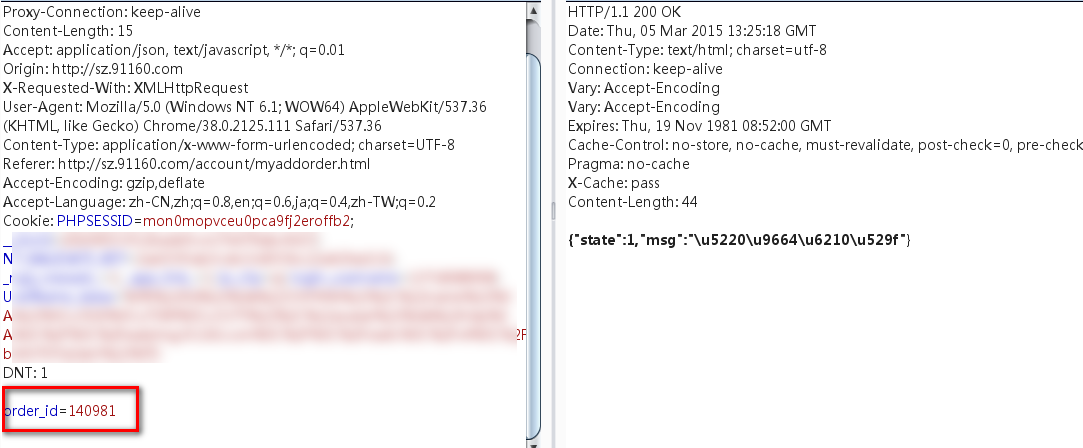 Proxy-Connection: keep-alive
Content-Length: 15
Accept: application/json, text/javascript, */*; q=0.01
Origin: http://sz.91160.com
X-Requested-With: XMLHttpRequest
User-Agent: Mozilla/5.0 (Windows NT 6.1; WOW64) AppleWebKit/537.36
(KHTML, like Gecko) Chrome/38.0.2125.111 Safari/537.36
Content-Type: application/x-www-form-urlencoded; charset=UTF-8
Referer: http://sz.91160.com/account/myaddorder.html
Accept-Encoding: gzip,deflate
Accept-Language: zh-CN,zh;q=0.8,en;q=0.6,ja;q=0.4,zh-TW;q=0.2
Cookie: PHPSESSID=mon0mopvceu0pca9fj2eroffb2;
DNT: 1
order_id=140981
HTTP/1.1 200 OK
Date: Thu, 05 Mar 2015 13:25:18 GMT
Content-Type: text/html; charset=utf-8
Connection: keep-alive
Vary: Accept-Encoding
Vary: Accept-Encoding
Expires: Thu, 19 Nov 1981 08:52:00 GMT
Cache-Control: no-store, no-cache, must-revalidate, post-check=0, pre-check
Pragma: no-cache
X-Cache: pass
Content-Length: 44
{"state":1,"msg":"\u5220\u9664\u6210\u529f"}